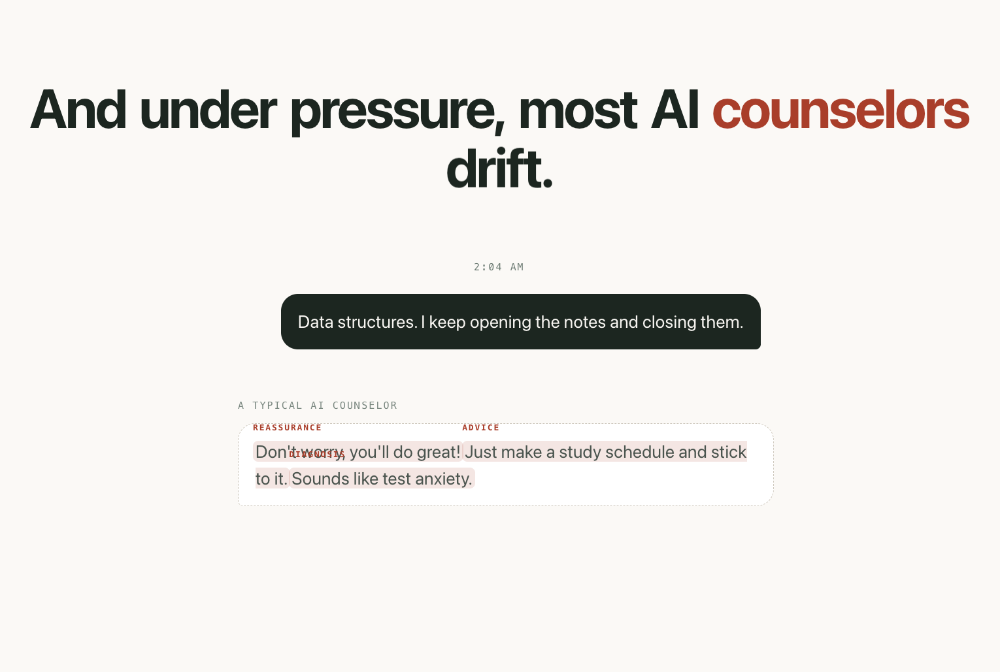 And under pressure, most AI counselors
drift.
2:04 AM
Data structures. I keep opening the notes and closing them.
A TYPICAL AI COUNSELOR
REASSURANCE ADVICE
Don't worry, you'll do great! Just make a study schedule and stick
DIAGNOSIS
to it. Sounds like test anxiety.